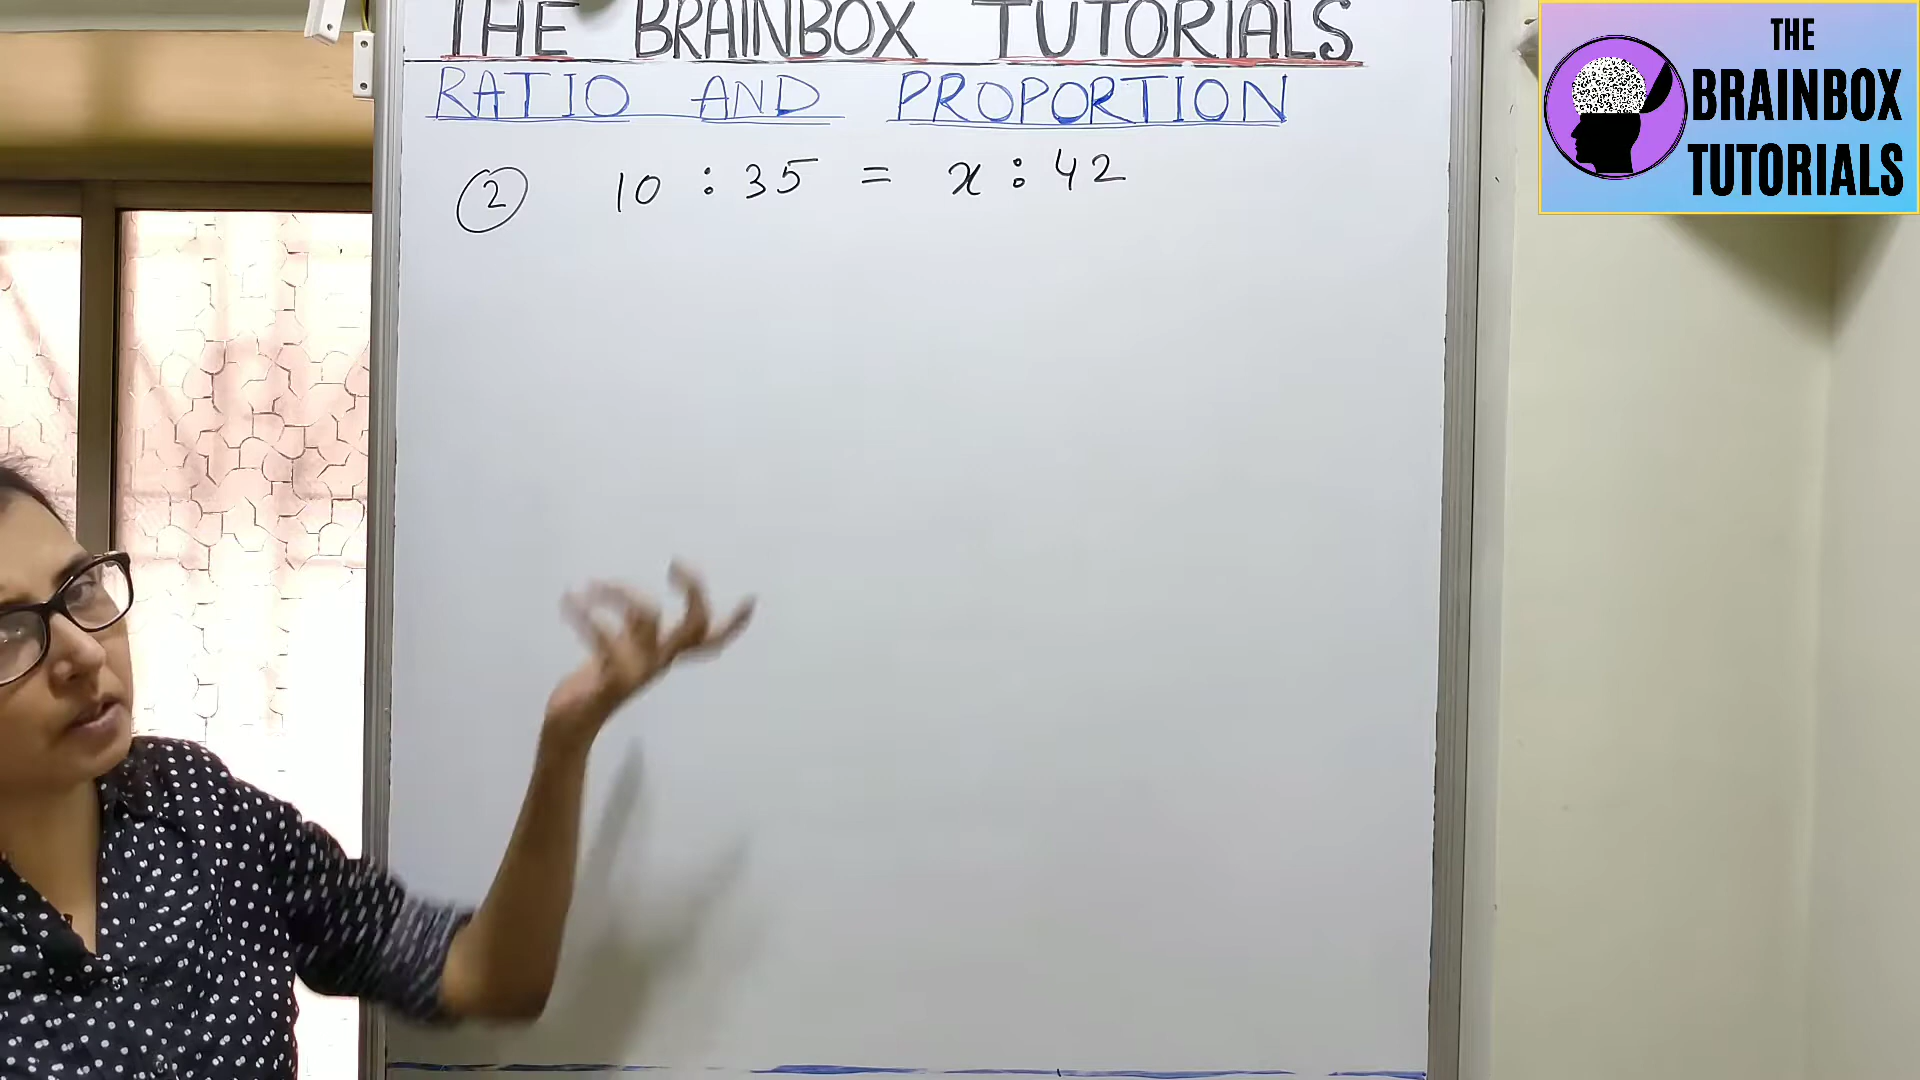 THE BRAINBOX TUTORIALS
RATIO AND PROPORTION
2 10 : 35 = x : 42
THE
BRAINBOX
TUTORIALS